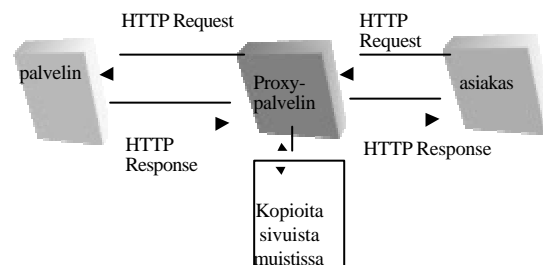 HTTP Request
HTTP
Request
palvelin
Proxy-
palvelin
asiakas
HTTP
Response
HTTP Response
Kopioita
sivuista
muistissa